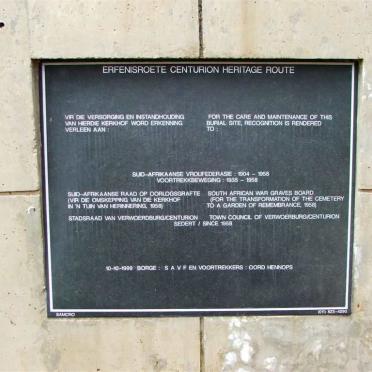 ERFENISROETE CENTURION HERITAGE ROUTE
VIR DIE VERSORGING EN INSTANDHOUDING
VAN HIERDIE KERKHOF WORD ERKENNING
VERLEEN AAN :
FOR THE CARE AND MAINTENANCE OF THIS
BURIAL SITE, RECOGNITION IS RENDERED
TO :
SUID-AFRIKAANSE VROUEFEDERASIE : 1904 - 1958
VOORTREKKERBEWEGING : 1938 - 1958
SUID-AFRIKAANSE RAAD OP OORLOGSGRAFTE
(VIR DIE OMSKEPPING VAN DIE KERKHOF
IN 'N TUIN VAN HERINNERING, 1958)
SOUTH AFRICAN WAR GRAVES BOARD
(FOR THE TRANSFORMATION OF THE CEMETERY
TO A GARDEN OF REMEMBRANCE, 1958)
STADSRAAD VAN VERWOERDBURG/CENTURION
TOWN COUNCIL OF VERWOERBURG/CENTURION
SEDERT / SINCE 1968
10-10-1999 BORGE : S A V F EN VOORTREKKERS : OORD HENNOPS
SAMCRO